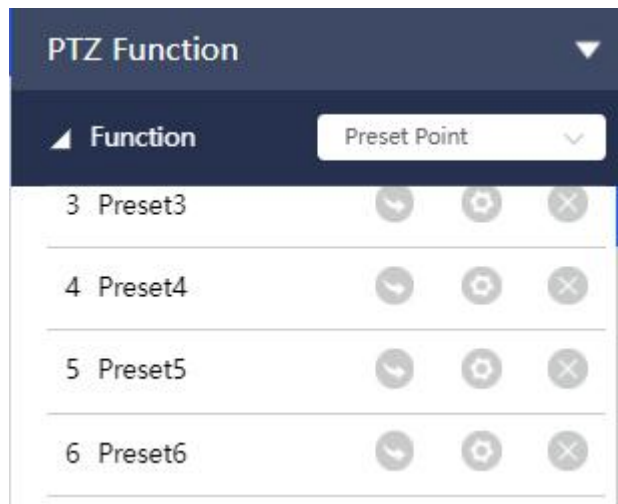 PTZ Function
Function Preset Point
3 Preset3
4 Preset4
5 Preset5
6 Preset6